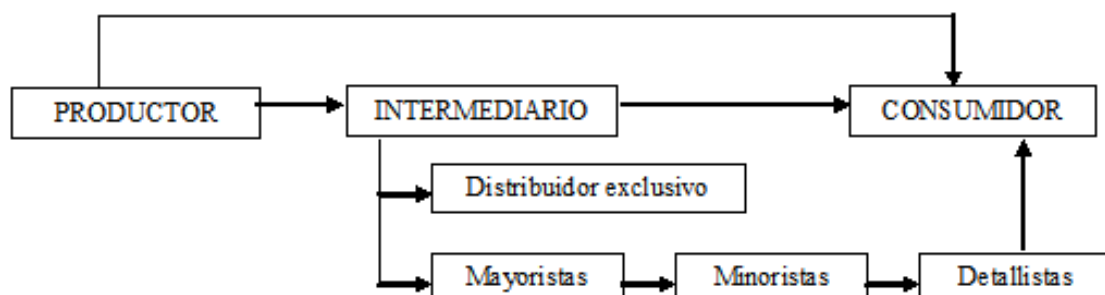 PRODUCTOR
INTERMEDIARIO
CONSUMIDOR
Distribuidor exclusivo
Mayoristas
Minoristas
Detallistas